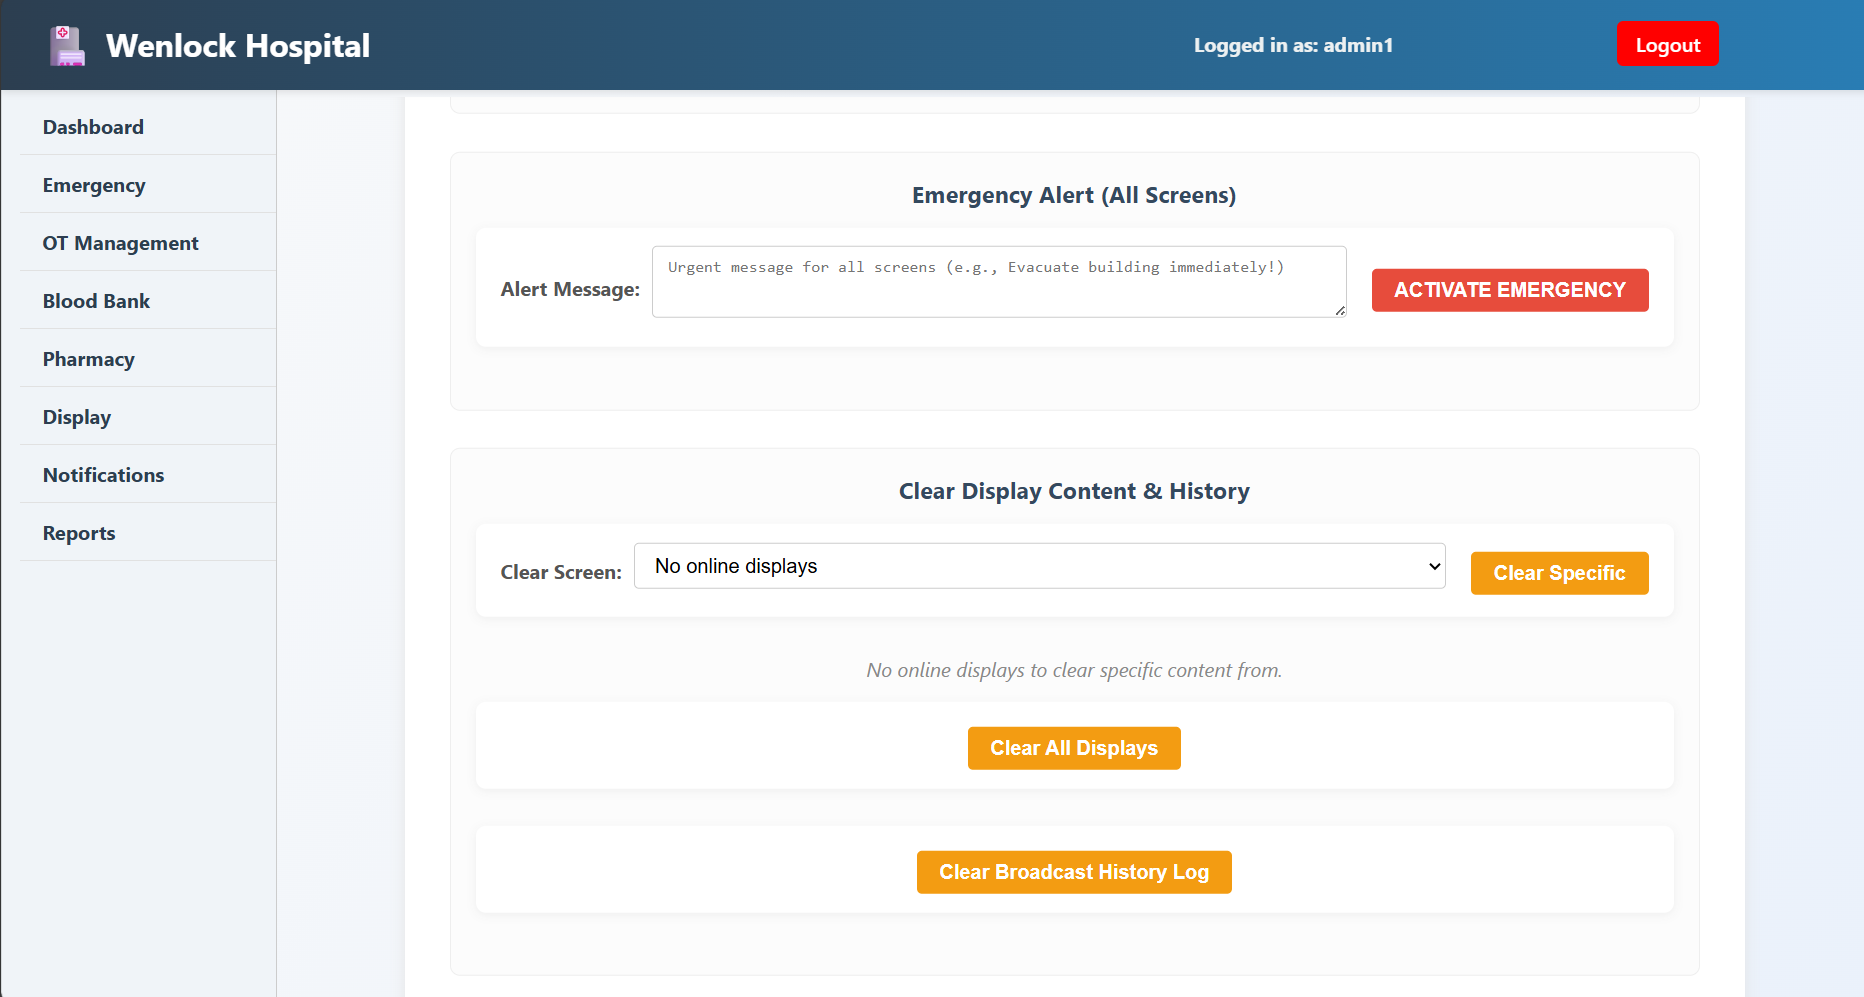 Wenlock Hospital
Logged in as: admin1
Logout
Dashboard
Emergency
OT Management
Blood Bank
Pharmacy
Display
Notifications
Reports
Emergency Alert (All Screens)
Alert Message:
Urgent message for all screens (e.g., Evacuate building immediately!)
ACTIVATE EMERGENCY
Clear Display Content & History
Clear Screen:
No online displays
Clear Specific
No online displays to clear specific content from.
Clear All Displays
Clear Broadcast History Log